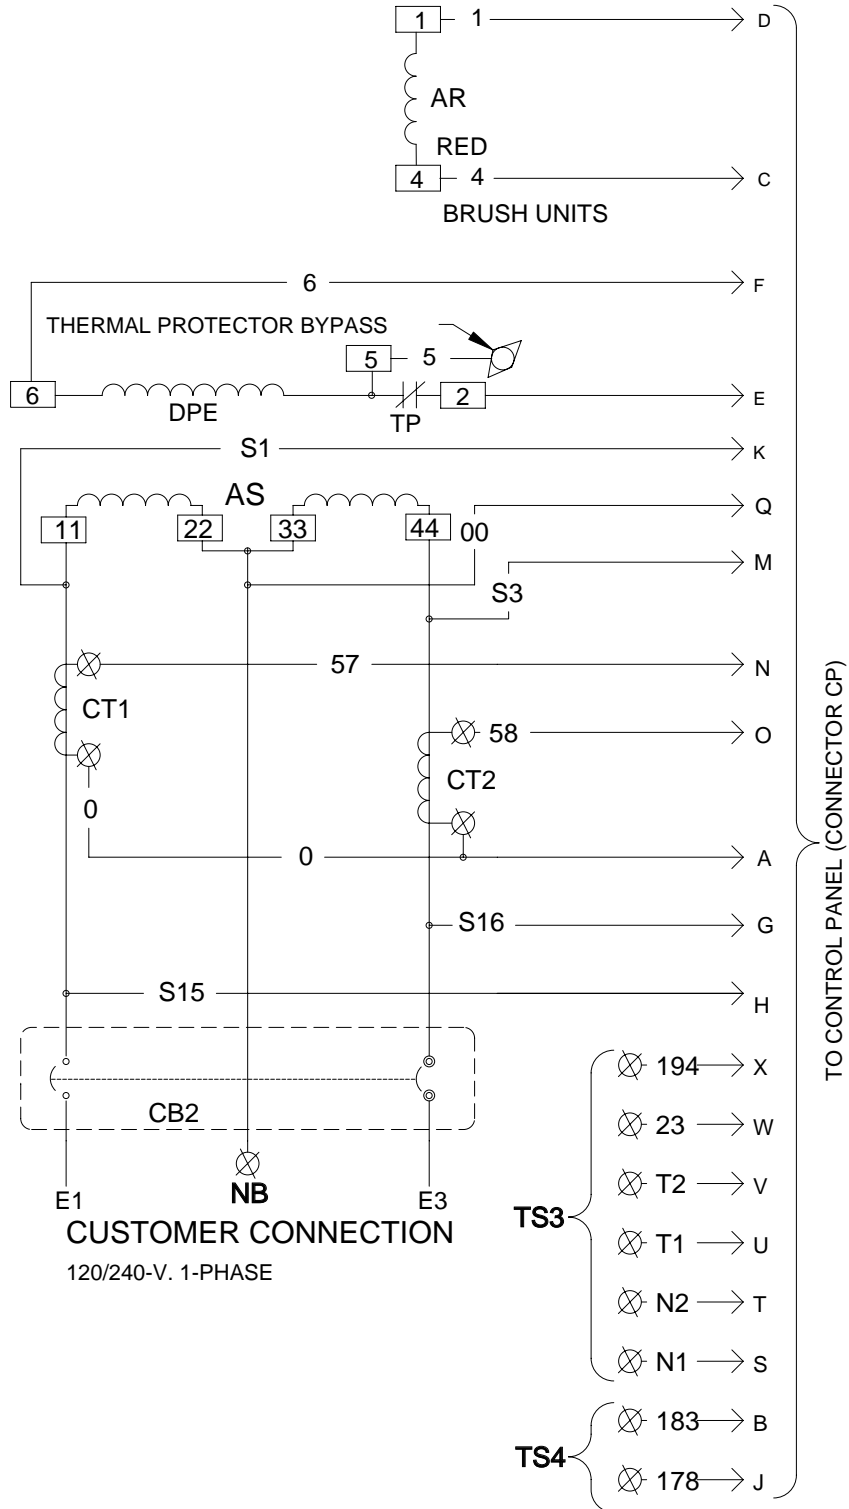 1 1 D
AR
RED
4 4 C
BRUSH UNITS
6 F
THERMAL PROTECTOR BYPASS
5 5
6 2 E
DPE TP
S1 K
AS Q
11 22 33 44 00
M
S3
57 N
CT1
58 O
CT2
0
0 A
S16 G
S15 H
TO CONTROL PANEL (CONNECTOR CP)
CB2
E1 NB E3
CUSTOMER CONNECTION
120/240-V. 1-PHASE
194 X
23 W
T2 V
TS3
T1 U
N2 T
N1 S
183 B
TS4
178 J